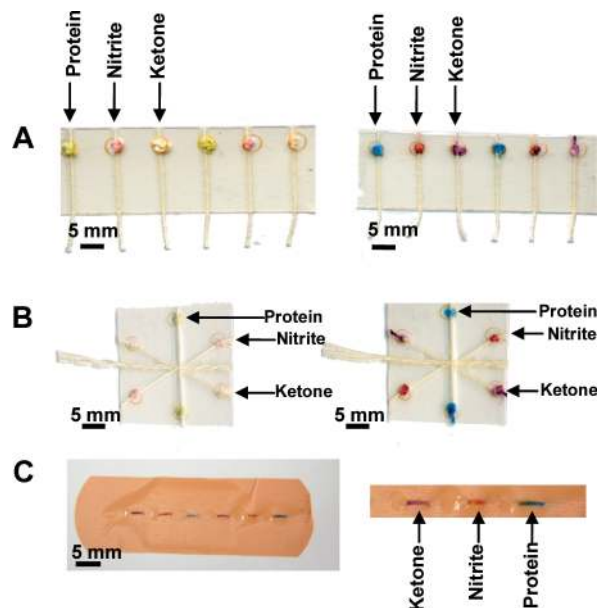 Protein
Nitrite
Ketone
Protein
Nitrite
Ketone
A
5 mm
5 mm
B
Protein
Nitrite
Ketone
5 mm
Protein
Nitrite
Ketone
5 mm
C
5 mm
Ketone
Nitrite
Protein